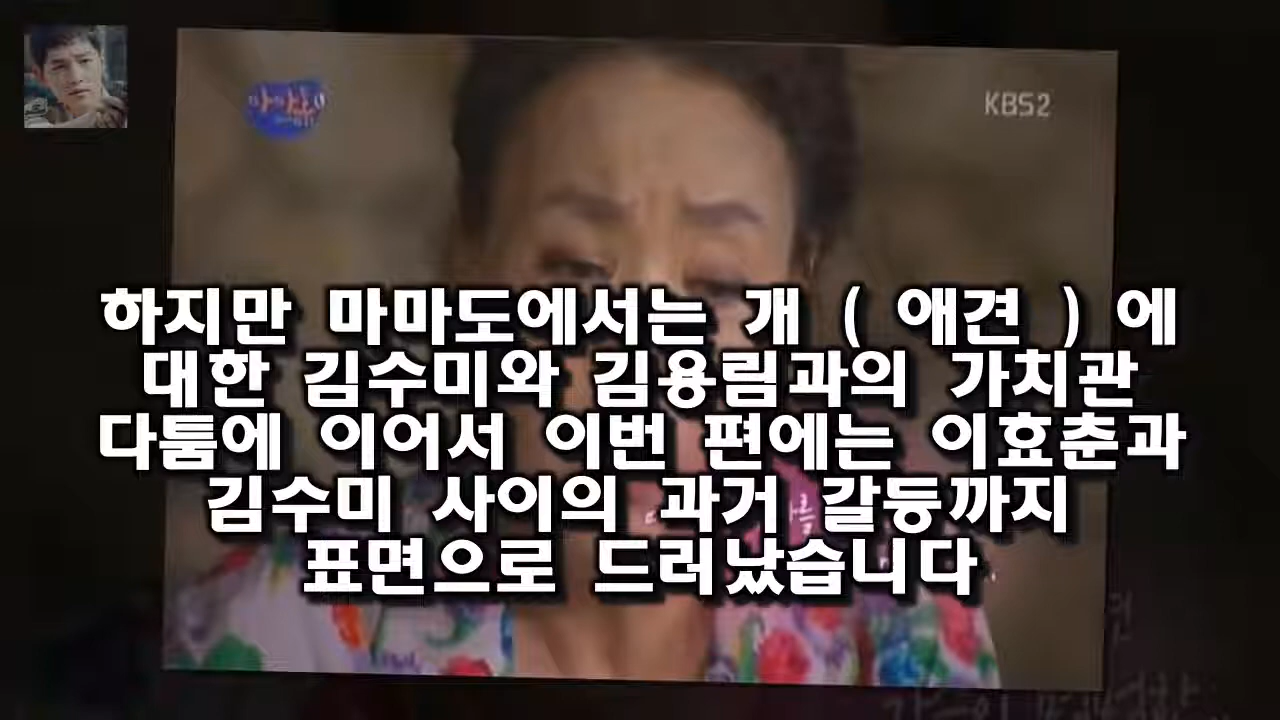 마마도
KBS2
하지만 마마도에서는 개 ( 애견 ) 에
대한 김수미와 김용림과의 가치관
다툼에 이어서 이번 편에는 이효춘과
김수미 사이의 과거 갈등까지
표면으로 드러났습니다